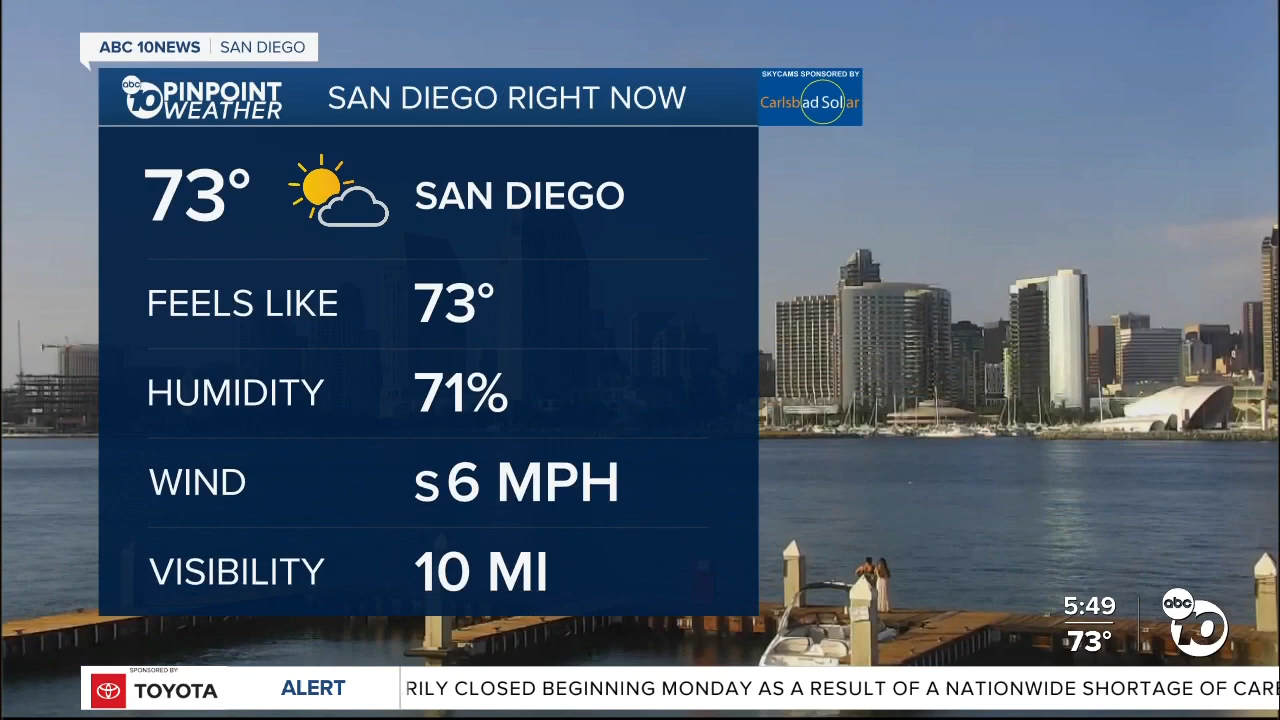 ABC 10NEWS SAN DIEGO
abc 10 PINPOINT WEATHER
SAN DIEGO RIGHT NOW
SKYCAMS SPONSORED BY
Carlsbad Solar
73° SAN DIEGO
FEELS LIKE 73°
HUMIDITY 71%
WIND S 6 MPH
VISIBILITY 10 MI
5:49
73°
abc 10
SPONSORED BY:
TOYOTA
ALERT
RILY CLOSED BEGINNING MONDAY AS A RESULT OF A NATIONWIDE SHORTAGE OF